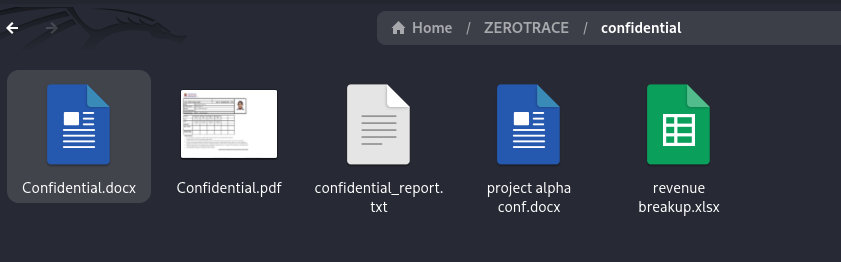 Home / ZEROTRACE / confidential
Confidential.docx
Confidential.pdf
confidential_report.
txt
project alpha
conf.docx
revenue
breakup.xlsx